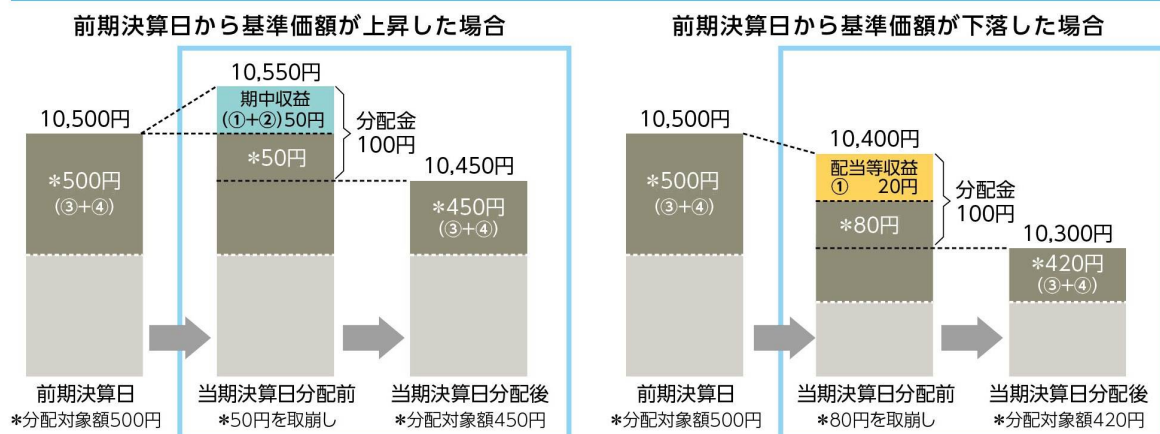 前期決算日から基準価額が上昇した場合
10,500円
*500円
(③+④)
前期決算日
*分配対象額500円
10,550円
期中収益
(①+②)50円
*50円
分配金
100円
当期決算日分配前
*50円を取崩し
10,450円
*450円
(③+④)
当期決算日分配後
*分配対象額450円
前期決算日から基準価額が下落した場合
10,500円
*500円
(③+④)
前期決算日
*分配対象額500円
10,400円
配当等収益
① 20円
*80円
分配金
100円
当期決算日分配前
*80円を取崩し
10,300円
*420円
(③+④)
当期決算日分配後
*分配対象額420円